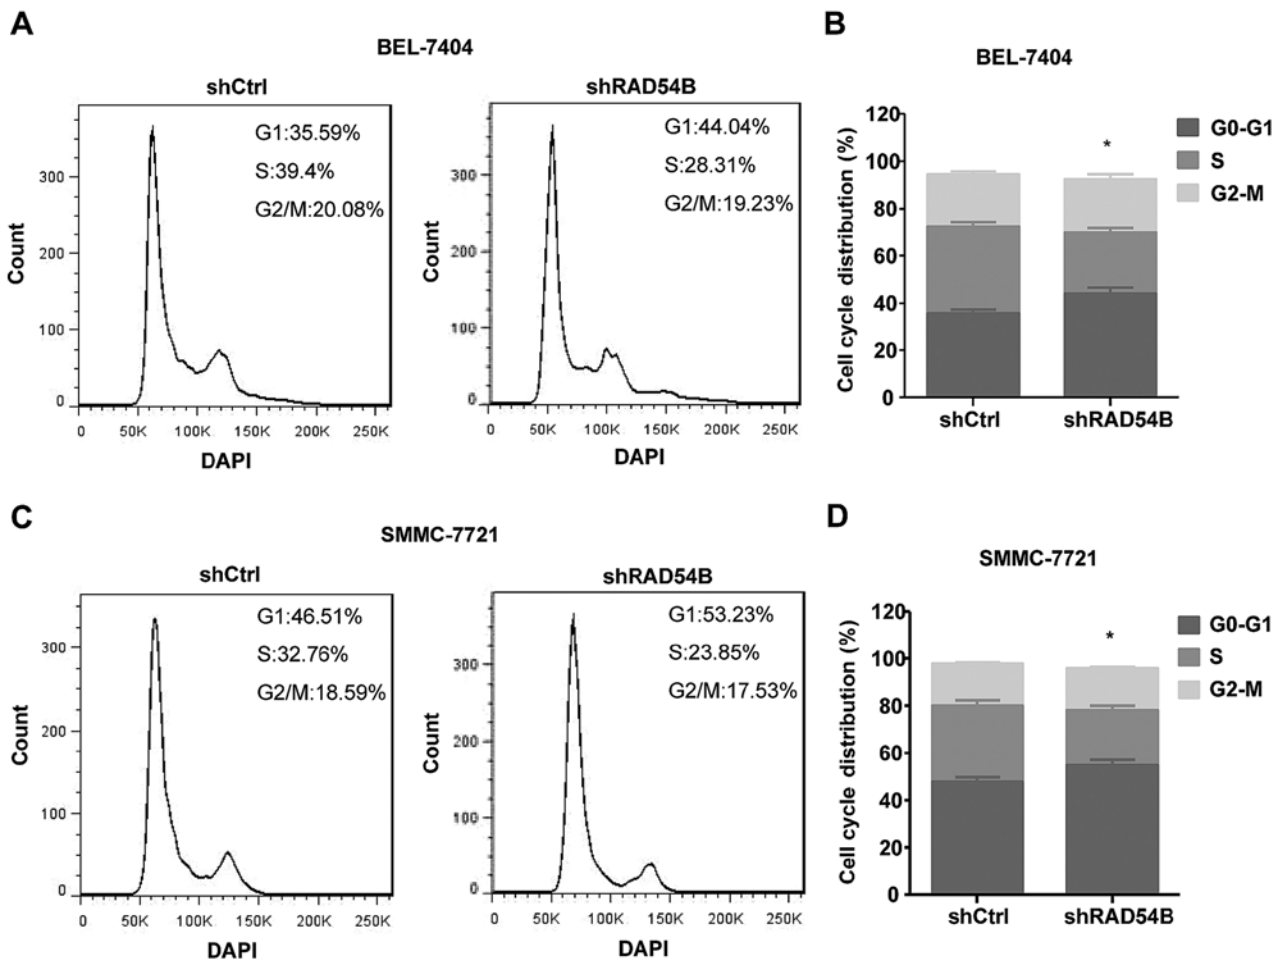 A
BEL-7404
shCtrl
G1:35.59%
S:39.4%
G2/M:20.08%
Count
300
200
100
0
0 50K 100K 150K 200K 250K
DAPI
shRAD54B
G1:44.04%
S:28.31%
G2/M:19.23%
Count
300
200
100
0
0 50K 100K 150K 200K 250K
DAPI
B
BEL-7404
Cell cycle distribution (%)
120
100
80
60
40
20
0
*
shCtrl shRAD54B
G0-G1
S
G2-M
C
SMMC-7721
shCtrl
G1:46.51%
S:32.76%
G2/M:18.59%
Count
300
200
100
0
0 50K 100K 150K 200K 250K
DAPI
shRAD54B
G1:53.23%
S:23.85%
G2/M:17.53%
Count
300
200
100
0
0 50K 100K 150K 200K 250K
DAPI
D
SMMC-7721
Cell cycle distribution (%)
120
100
80
60
40
20
0
*
shCtrl shRAD54B
G0-G1
S
G2-M